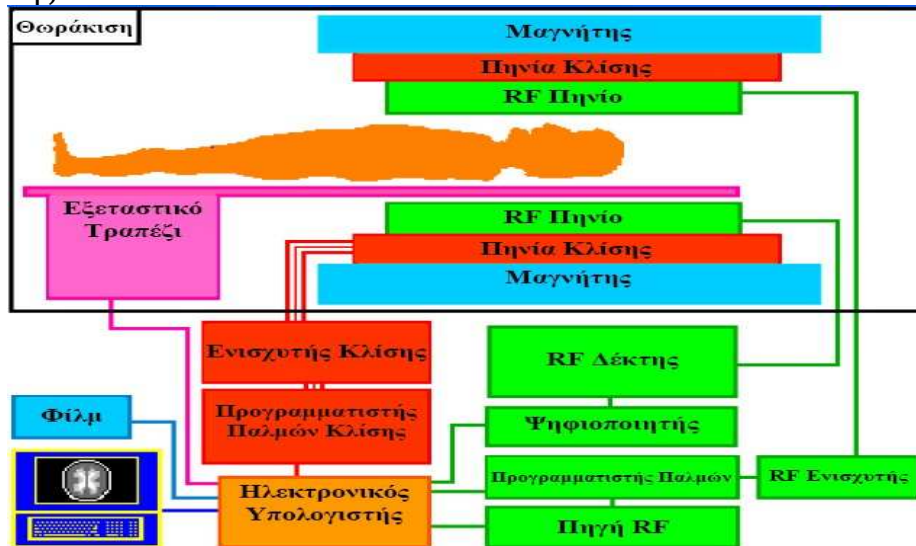 Θωράκιση
Μαγνήτης
Πηνία Κλίσης
RF Πηνίο
Εξεταστικό
Τραπέζι
RF Πηνίο
Πηνία Κλίσης
Μαγνήτης
Ενισχυτής Κλίσης
RF Δέκτης
Φίλμ
Προγραμματιστής
Παλμών Κλίσης
Ψηφιοποιητής
Ηλεκτρονικός
Υπολογιστής
Προγραμματιστής Παλμών
RF Ενισχυτής
Πηγή RF